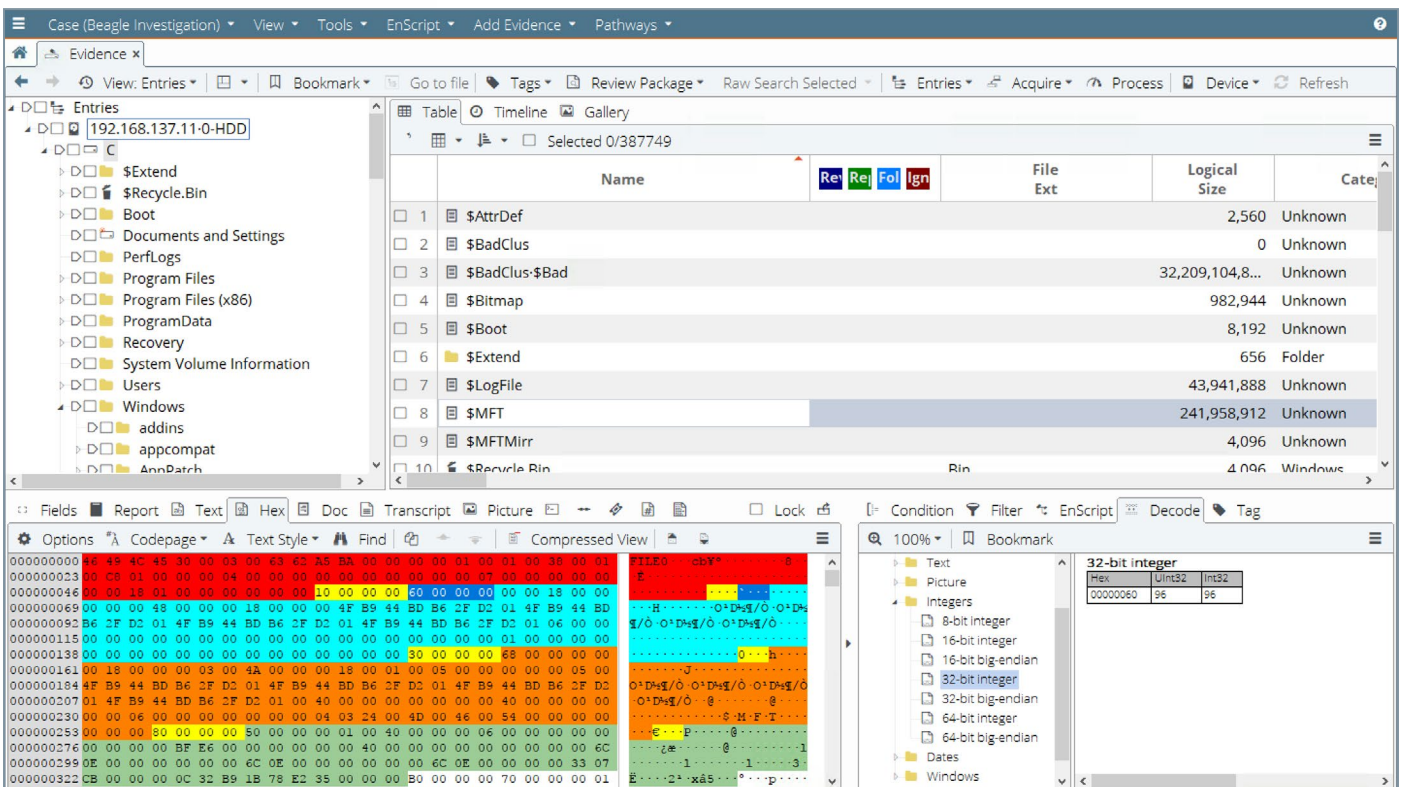 Case (Beagle Investigation) View Tools EnScript Add Evidence Pathways ?
Evidence x
View: Entries Bookmark Go to file Tags Review Package Raw Search Selected Entries Acquire Process Device Refresh
Entries
192.168.137.11·0-HDD
C
$Extend
$Recycle.Bin
Boot
Documents and Settings
PerfLogs
Program Files
Program Files (x86)
ProgramData
Recovery
System Volume Information
Users
Windows
addins
appcompat
AppPatch
Table Timeline Gallery
Selected 0/387749
Name Rev Rep Fol Ign File Ext Logical Size Categ
1 $AttrDef 2,560 Unknown
2 $BadClus 0 Unknown
3 $BadClus·$Bad 32,209,104,8... Unknown
4 $Bitmap 982,944 Unknown
5 $Boot 8,192 Unknown
6 $Extend 656 Folder
7 $LogFile 43,941,888 Unknown
8 $MFT 241,958,912 Unknown
9 $MFTMirr 4,096 Unknown
10 $Recycle.Bin Bin 4,096 Windows
Fields Report Text Hex Doc Transcript Picture Lock
Options Codepage Text Style Find Compressed View
000000000 46 49 4C 45 30 00 03 00 63 62 A5 BA 00 00 00 00 01 00 01 00 38 00 01
000000023 00 C8 01 00 00 00 04 00 00 00 00 00 00 00 00 00 00 07 00 00 00 00 00
000000046 00 00 18 01 00 00 00 00 00 00 10 00 00 00 60 00 00 00 00 00 18 00 00
000000069 00 00 00 48 00 00 00 18 00 00 00 4F B9 44 BD B6 2F D2 01 4F B9 44 BD
000000092 B6 2F D2 01 4F B9 44 BD B6 2F D2 01 4F B9 44 BD B6 2F D2 01 06 00 00
000000115 00 00 00 00 00 00 00 00 00 00 00 00 00 00 00 00 00 00 01 00 00 00 00
000000138 00 00 00 00 00 00 00 00 00 00 00 00 00 00 30 00 00 00 68 00 00 00 00
000000161 00 18 00 00 00 03 00 4A 00 00 00 18 00 01 00 05 00 00 00 00 00 05 00
000000184 4F B9 44 BD B6 2F D2 01 4F B9 44 BD B6 2F D2 01 4F B9 44 BD B6 2F D2
000000207 01 4F B9 44 BD B6 2F D2 01 00 40 00 00 00 00 00 00 40 00 00 00 00 00
000000230 00 00 06 00 00 00 00 00 00 00 04 03 24 00 4D 00 46 00 54 00 00 00 00
000000253 00 00 00 80 00 00 00 50 00 00 00 01 00 40 00 00 00 06 00 00 00 00 00
000000276 00 00 00 00 BF E6 00 00 00 00 00 00 40 00 00 00 00 00 00 00 00 00 6C
000000299 0E 00 00 00 00 00 6C 0E 00 00 00 00 00 6C 0E 00 00 00 00 33 07
000000322 CB 00 00 00 0C 32 B9 1B 78 E2 35 00 00 00 B0 00 00 00 70 00 00 00 01
Condition Filter EnScript Decode Tag
100% Bookmark
Text
Picture
Integers
8-bit integer
16-bit integer
16-bit big-endian
32-bit integer
32-bit big-endian
64-bit integer
64-bit big-endian
Dates
Windows
32-bit integer
Hex UInt32 Int32
00000060 96 96